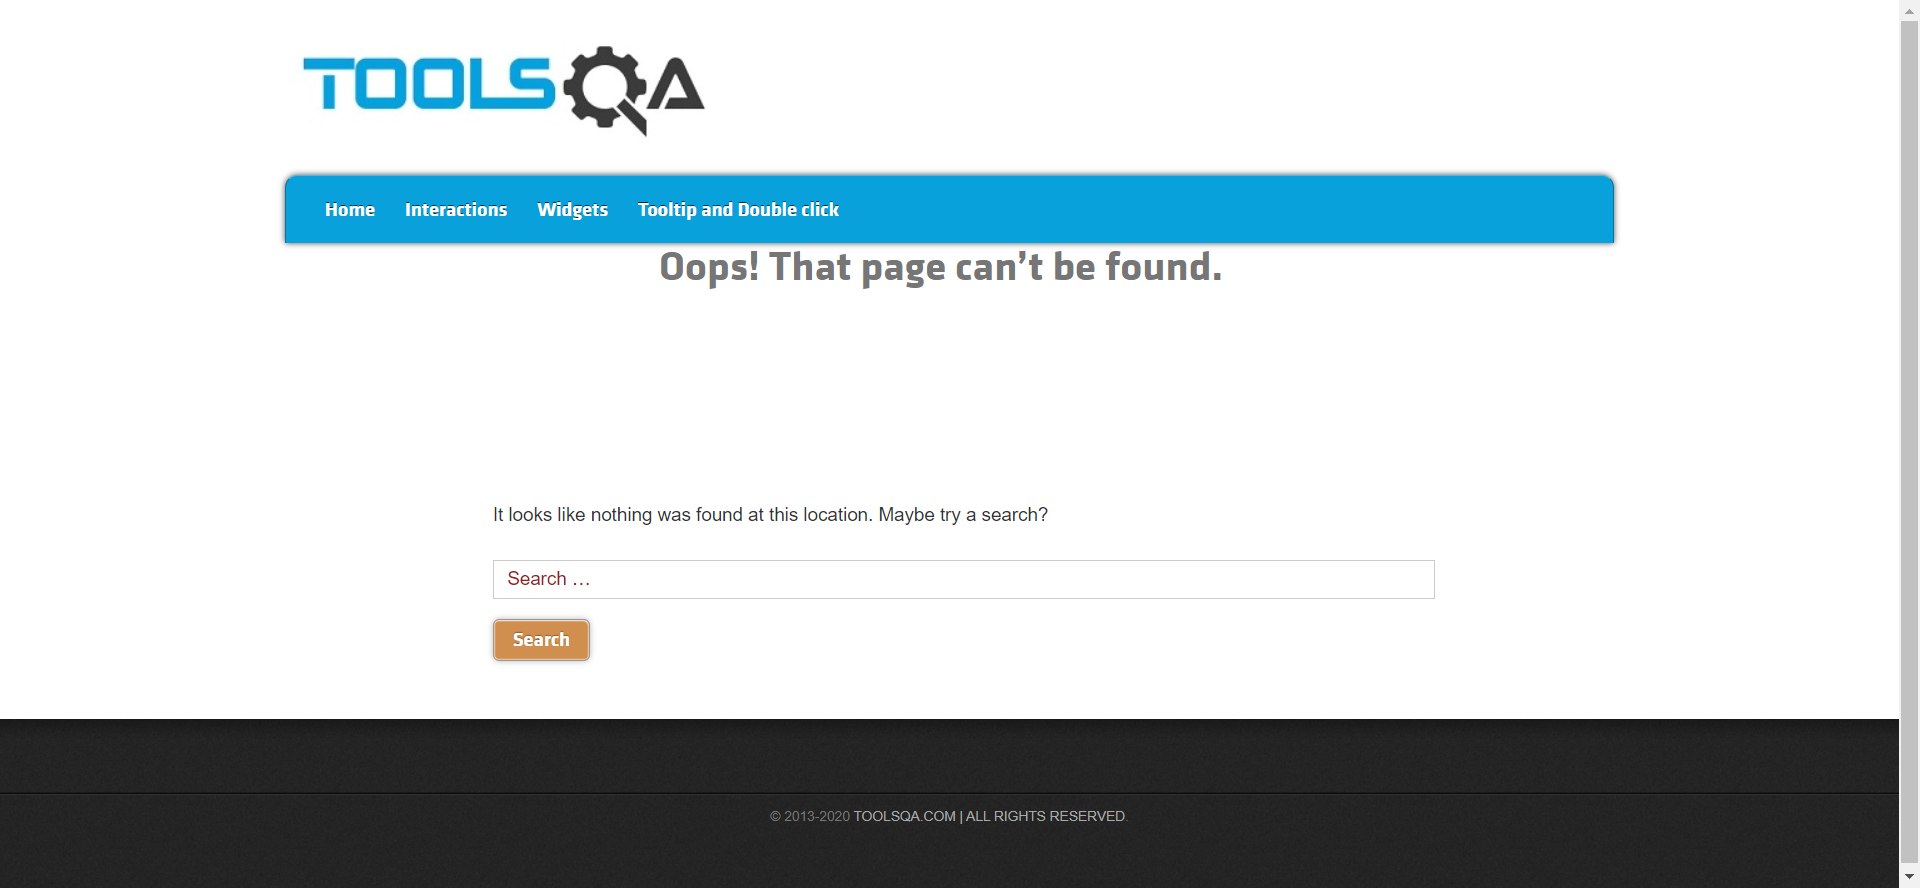 TOOLSQA
Home Interactions Widgets Tooltip and Double click
Oops! That page can’t be found.
It looks like nothing was found at this location. Maybe try a search?
Search …
Search
© 2013-2020 TOOLSQA.COM | ALL RIGHTS RESERVED.